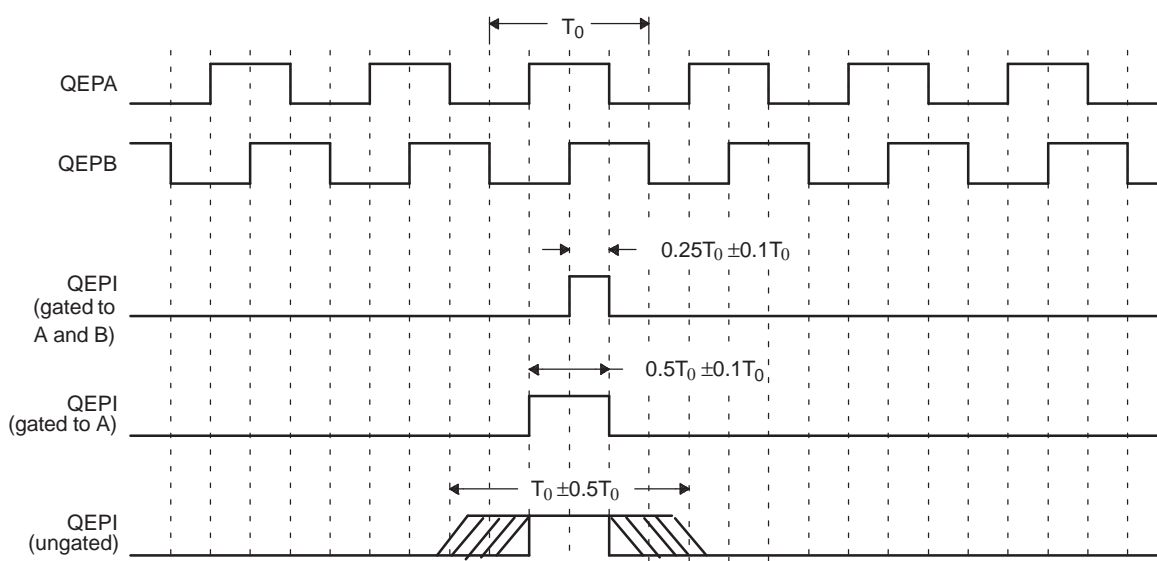 T0
QEPA
QEPB
0.25T0 ±0.1T0
QEPI
(gated to
A and B)
0.5T0 ±0.1T0
QEPI
(gated to A)
T0 ±0.5T0
QEPI
(ungated)